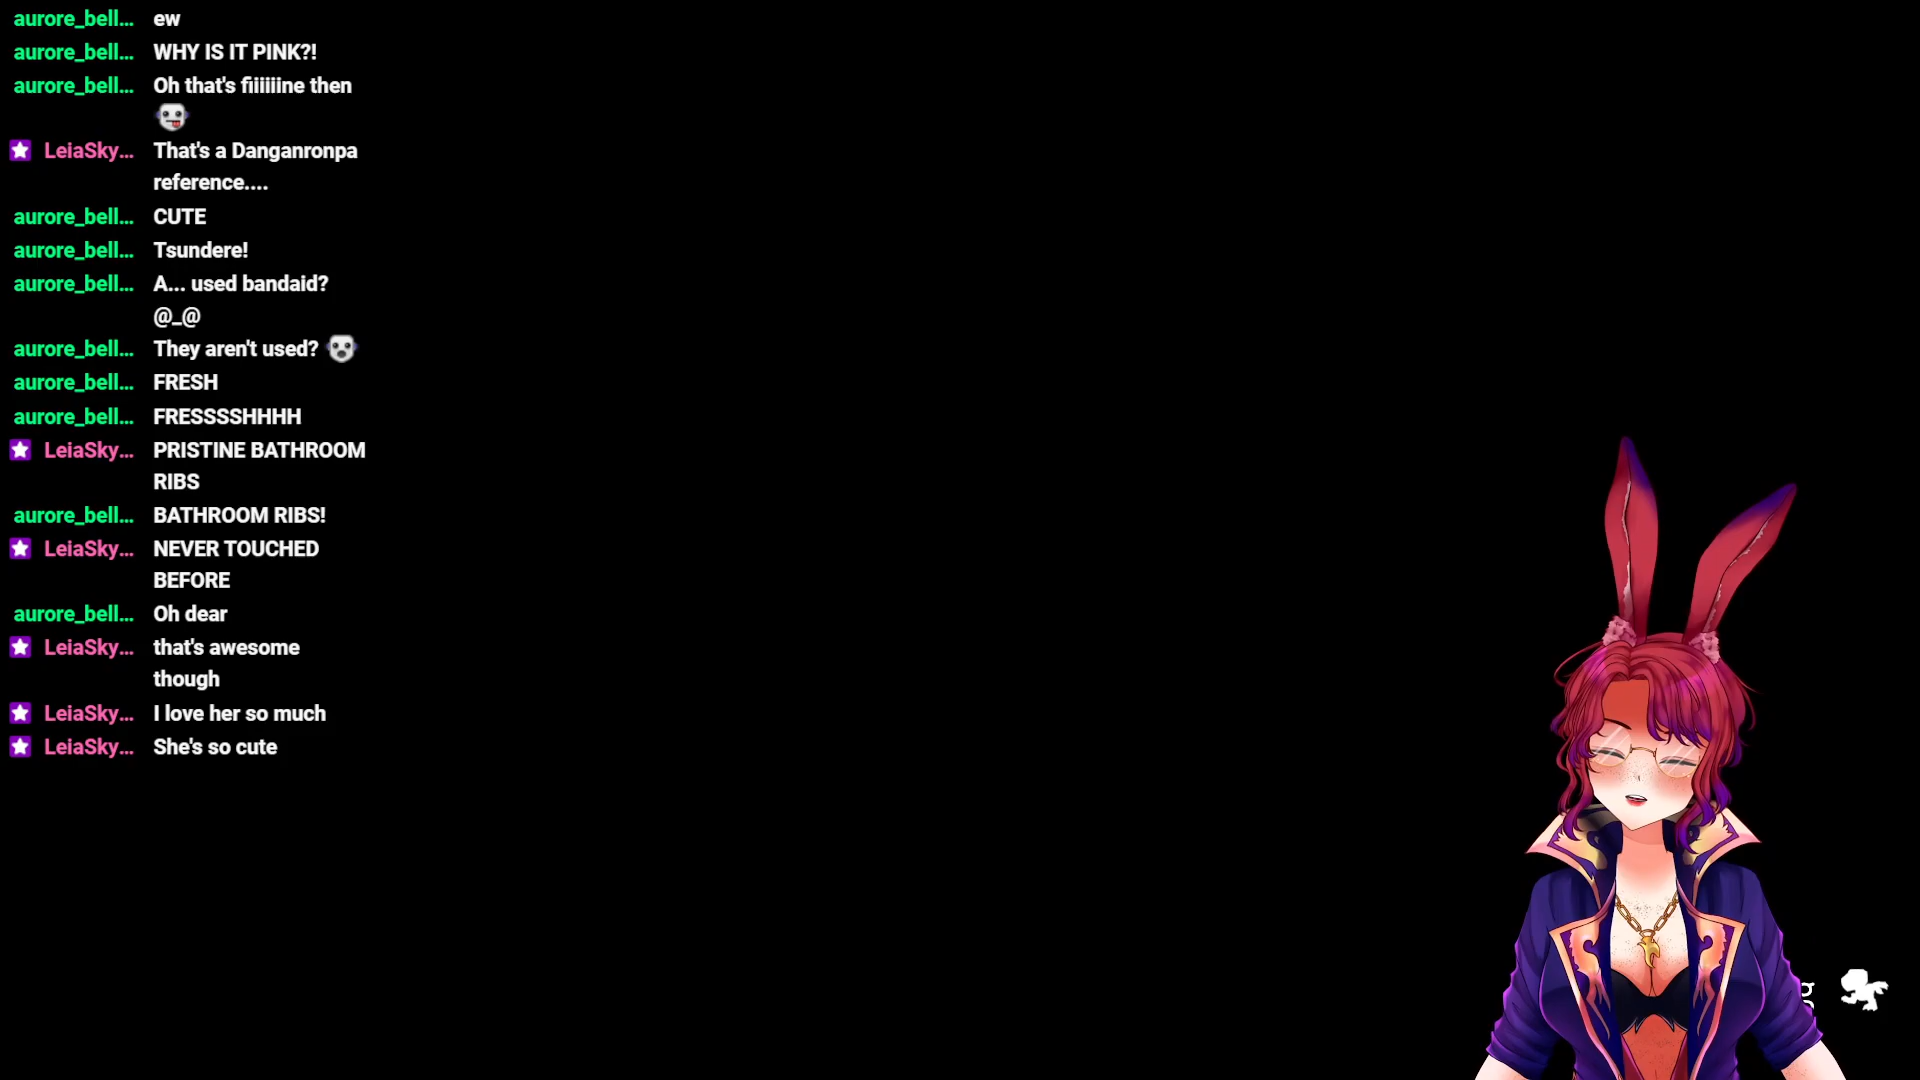 aurore_bell... ew
aurore_bell... WHY IS IT PINK?!
aurore_bell... Oh that's fiiiiiine then
LeiaSky... That's a Danganronpa
reference....
aurore_bell... CUTE
aurore_bell... Tsundere!
aurore_bell... A... used bandaid?
@_@
aurore_bell... They aren't used?
aurore_bell... FRESH
aurore_bell... FRESSSSHHHH
LeiaSky... PRISTINE BATHROOM
RIBS
aurore_bell... BATHROOM RIBS!
LeiaSky... NEVER TOUCHED
BEFORE
aurore_bell... Oh dear
LeiaSky... that's awesome
though
LeiaSky... I love her so much
LeiaSky... She's so cute